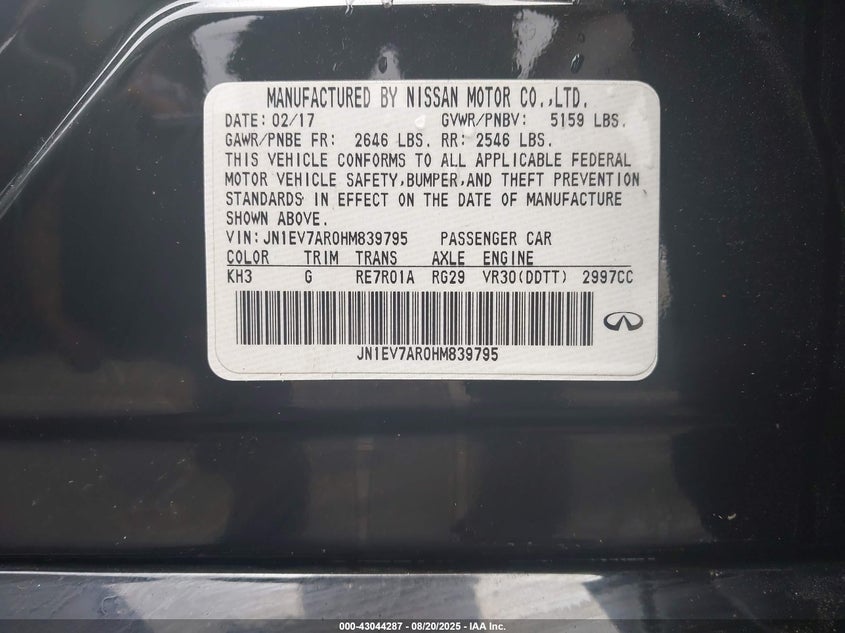 MANUFACTURED BY NISSAN MOTOR CO.,LTD.
DATE: 02/17 GVWR/PNBV: 5159 LBS.
GAWR/PNBE FR: 2646 LBS. RR: 2546 LBS.
THIS VEHICLE CONFORMS TO ALL APPLICABLE FEDERAL
MOTOR VEHICLE SAFETY,BUMPER,AND THEFT PREVENTION
STANDARDS IN EFFECT ON THE DATE OF MANUFACTURE
SHOWN ABOVE.
VIN:JN1EV7AR0HM839795 PASSENGER CAR
COLOR TRIM TRANS AXLE ENGINE
KH3 G RE7R01A RG29 VR30(DDTT) 2997CC
JN1EV7AR0HM839795
000-43044287 - 08/20/2025 - IAA Inc.